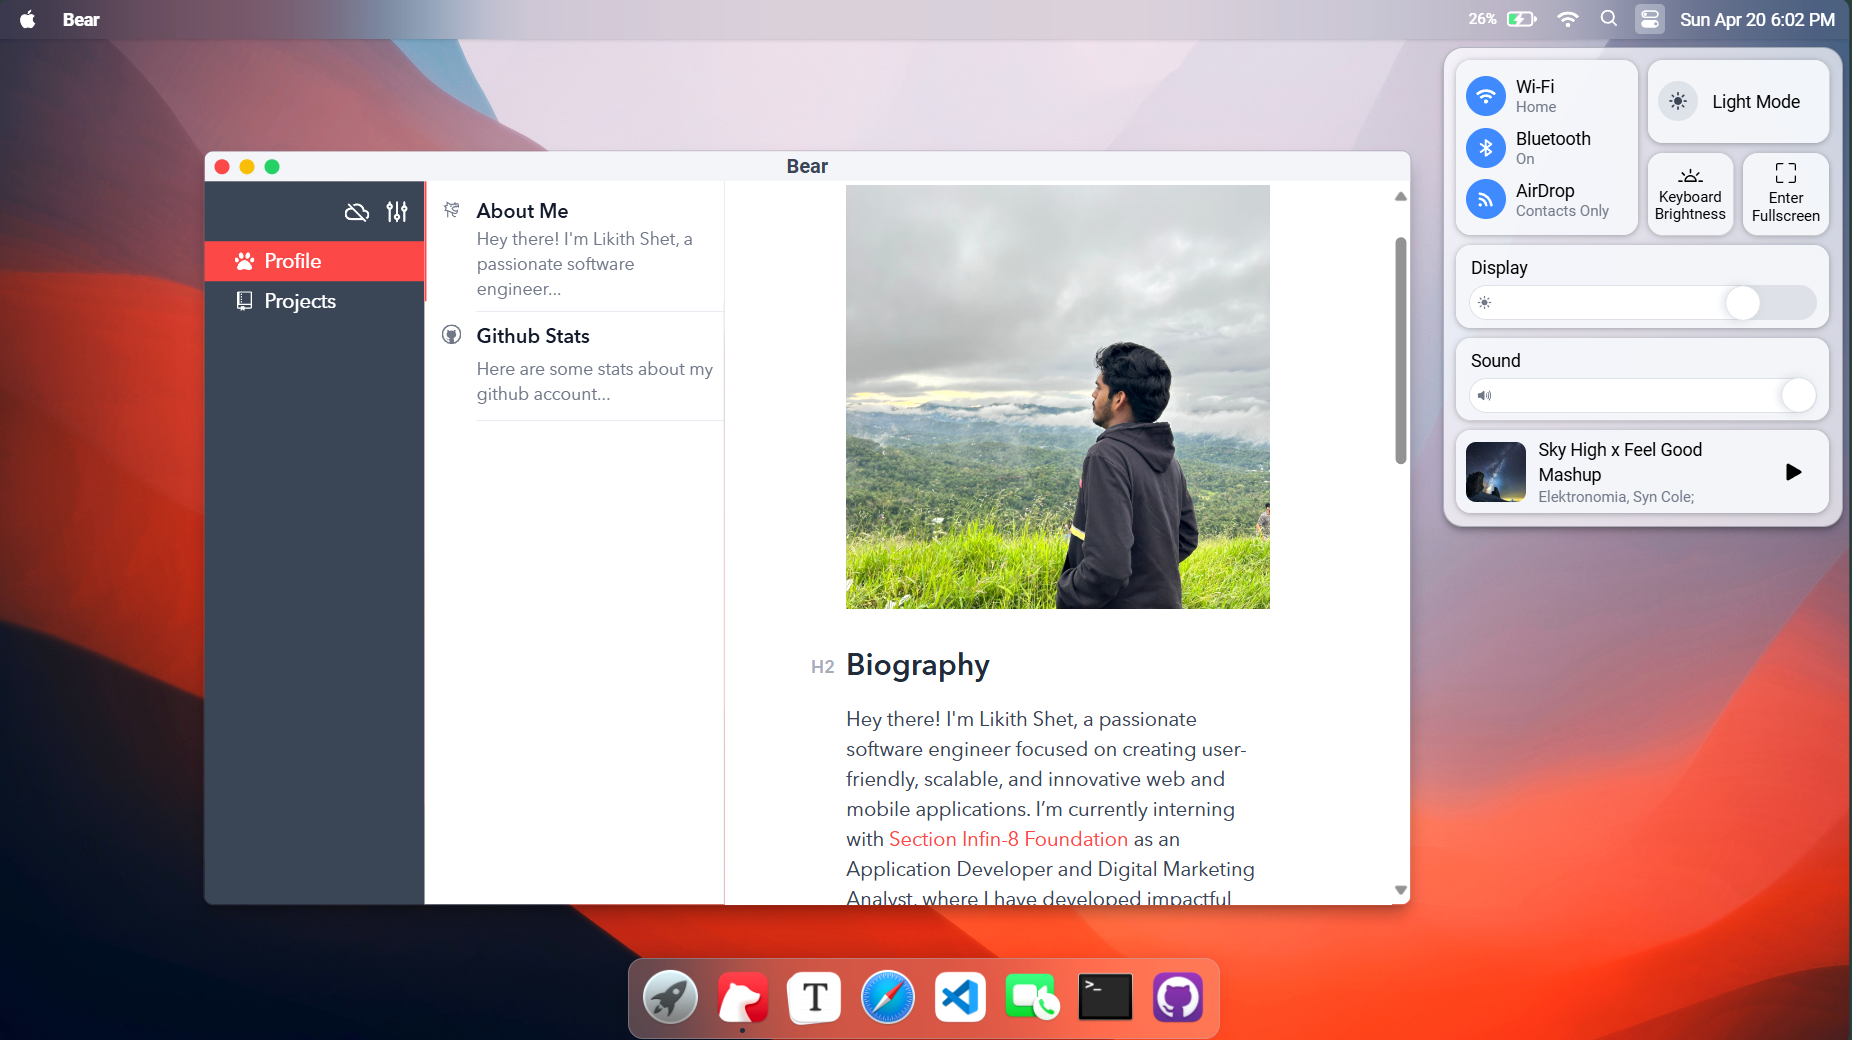 Bear
26%
Sun Apr 20 6:02 PM
Wi-Fi
Home
Bluetooth
On
AirDrop
Contacts Only
Light Mode
Keyboard
Brightness
Enter
Fullscreen
Display
Sound
Sky High x Feel Good
Mashup
Elektronomia, Syn Cole;
Bear
Profile
Projects
About Me
Hey there! I'm Likith Shet, a
passionate software
engineer...
Github Stats
Here are some stats about my
github account...
H2 Biography
Hey there! I'm Likith Shet, a passionate
software engineer focused on creating user-
friendly, scalable, and innovative web and
mobile applications. I’m currently interning
with Section Infin-8 Foundation as an
Application Developer and Digital Marketing
Analyst, where I have developed impactful
T
>_